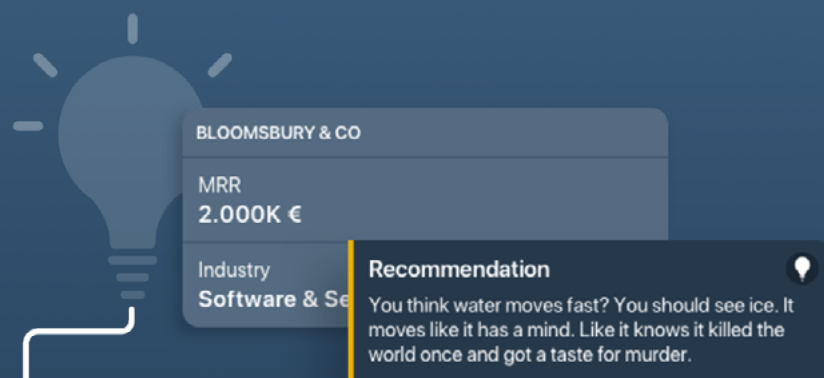 BLOOMSBURY & CO
MRR
2.000K €
Industry
Software & Se
Recommendation
You think water moves fast? You should see ice. It
moves like it has a mind. Like it knows it killed the
world once and got a taste for murder.